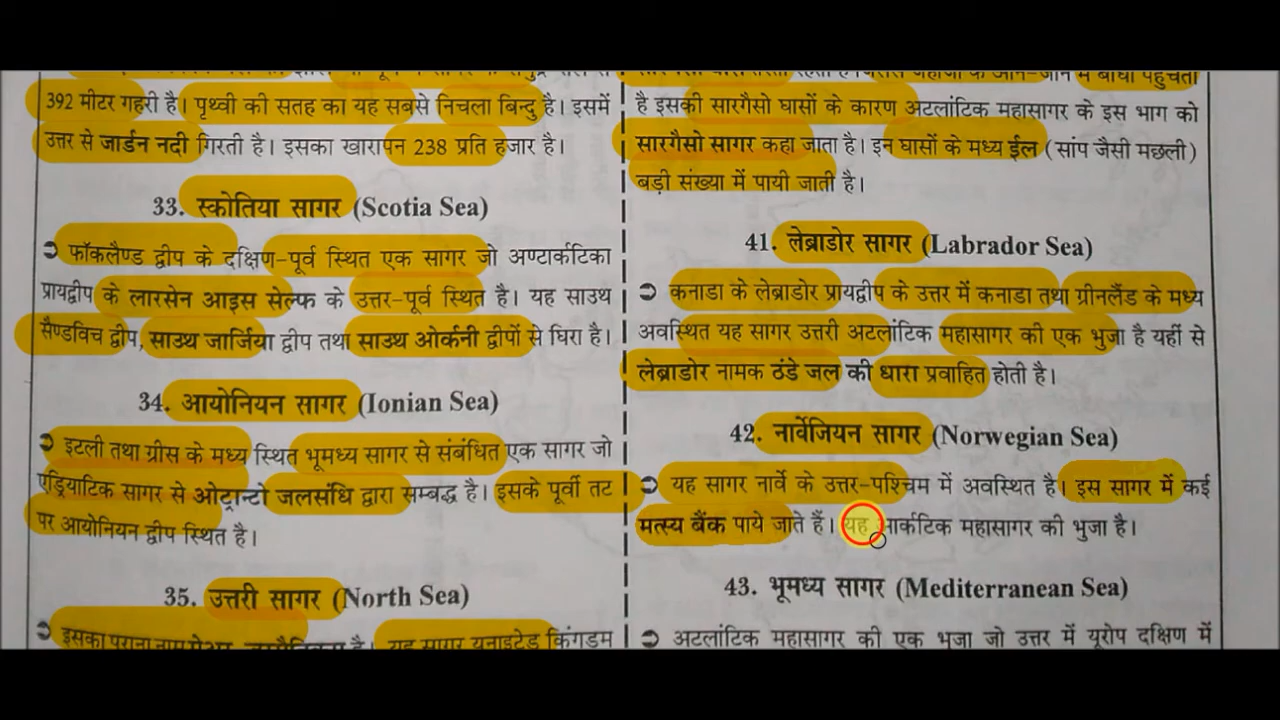 392 मीटर गहरी है। पृथ्वी की सतह का यह सबसे निचला बिन्दु है। इसमें
उत्तर से जार्डन नदी गिरती है। इसका खारापन 238 प्रति हजार है।
33. स्कोतिया सागर (Scotia Sea)
➲ फॉकलैण्ड द्वीप के दक्षिण-पूर्व स्थित एक सागर जो अण्टार्कटिका
प्रायद्वीप के लारसेन आइस सेल्फ के उत्तर-पूर्व स्थित है। यह साउथ
सैण्डविच द्वीप, साउथ जार्जिया द्वीप तथा साउथ ओर्कनी द्वीपों से घिरा है।
34. आयोनियन सागर (Ionian Sea)
➲ इटली तथा ग्रीस के मध्य स्थित भूमध्य सागर से संबंधित एक सागर जो
एड्रियाटिक सागर से ओट्रान्टो जलसंधि द्वारा सम्बद्ध है। इसके पूर्वी तट
पर आयोनियन द्वीप स्थित है।
35. उत्तरी सागर (North Sea)
➲ इसका पुराना नाम है। यह सागर यूनाइटेड किंगडम
है इसकी सारगैसो घासों के कारण अटलांटिक महासागर के इस भाग को
सारगैसो सागर कहा जाता है। इन घासों के मध्य ईल (सांप जैसी मछली)
बड़ी संख्या में पायी जाती है।
41. लेब्राडोर सागर (Labrador Sea)
➲ कनाडा के लेब्राडोर प्रायद्वीप के उत्तर में कनाडा तथा ग्रीनलैंड के मध्य
अवस्थित यह सागर उत्तरी अटलांटिक महासागर की एक भुजा है यहीं से
लेब्राडोर नामक ठंडे जल की धारा प्रवाहित होती है।
42. नार्वेजियन सागर (Norwegian Sea)
➲ यह सागर नार्वे के उत्तर-पश्चिम में अवस्थित है। इस सागर में कई
मत्स्य बैंक पाये जाते हैं। यह आर्कटिक महासागर की भुजा है।
43. भूमध्य सागर (Mediterranean Sea)
➲ अटलांटिक महासागर की एक भुजा जो उत्तर में यूरोप दक्षिण में